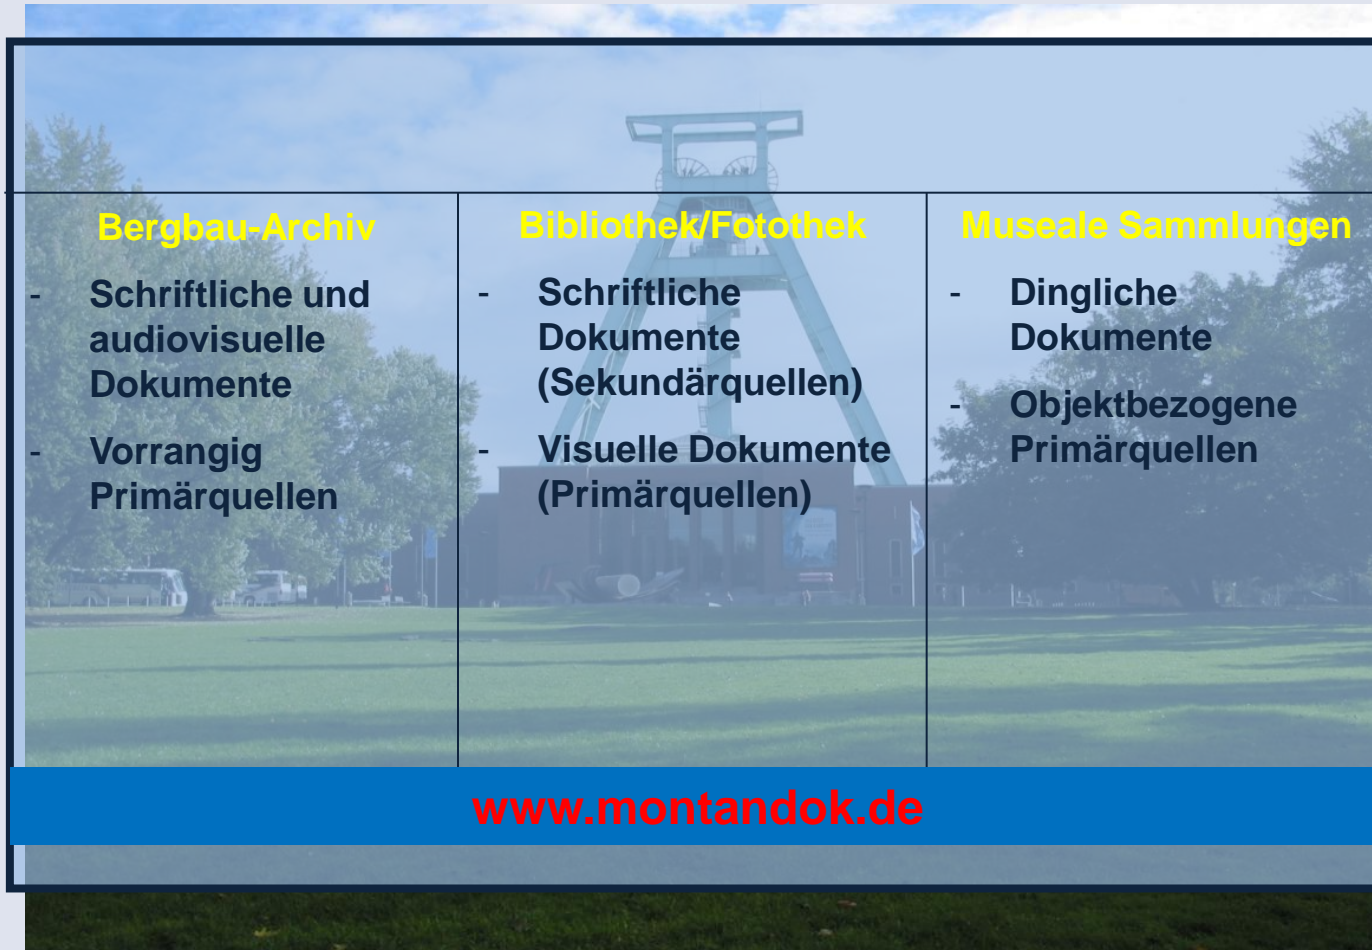 Bergbau-Archiv
- Schriftliche und
audiovisuelle
Dokumente
- Vorrangig
Primärquellen
Bibliothek/Fotothek
- Schriftliche
Dokumente
(Sekundärquellen)
- Visuelle Dokumente
(Primärquellen)
Museale Sammlungen
- Dingliche
Dokumente
- Objektbezogene
Primärquellen
www.montandok.de